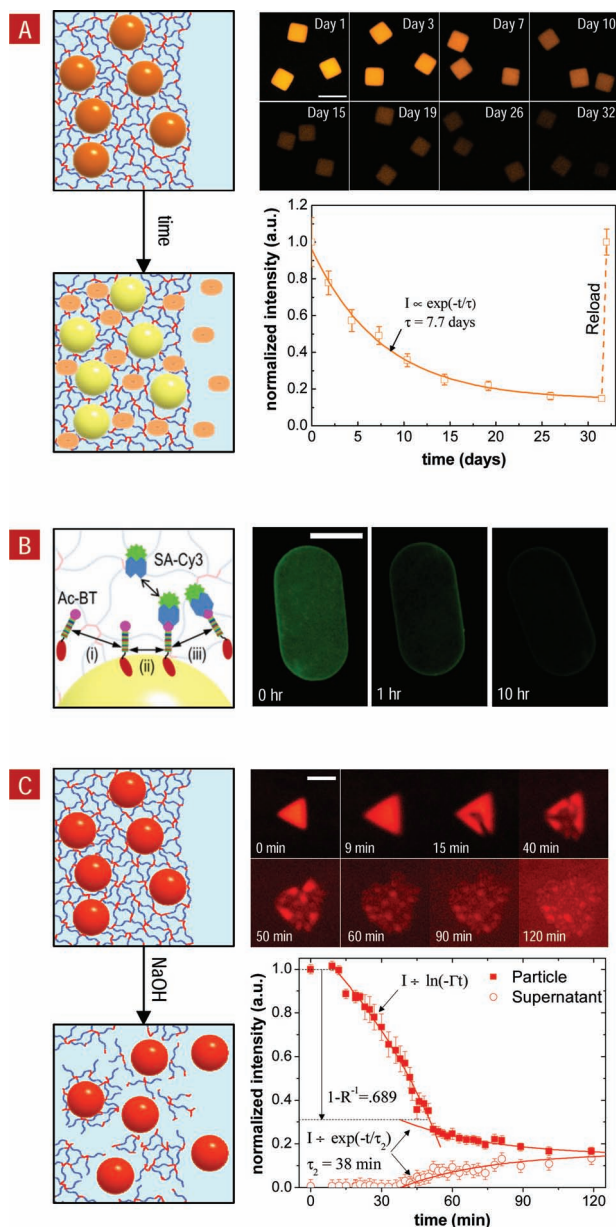 A
time
Day 1
Day 3
Day 7
Day 10
Day 15
Day 19
Day 26
Day 32
normalized intensity (a.u.)
1.2
1.0
0.8
0.6
0.4
0.2
0.0
I ∝ exp(-t/τ)
τ = 7.7 days
Reload
0
5
10
15
20
25
30
time (days)
B
SA-Cy3
Ac-BT
(i)
(ii)
(iii)
0 hr
1 hr
10 hr
C
NaOH
0 min
9 min
15 min
40 min
50 min
60 min
90 min
120 min
normalized intensity (a.u.)
1.0
0.8
0.6
0.4
0.2
0.0
Particle
Supernatant
I ÷ ln(-Γt)
1-R⁻¹=.689
I ÷ exp(-t/τ₂)
τ₂ = 38 min
0
15
30
45
60
75
90
105
120
time (min)